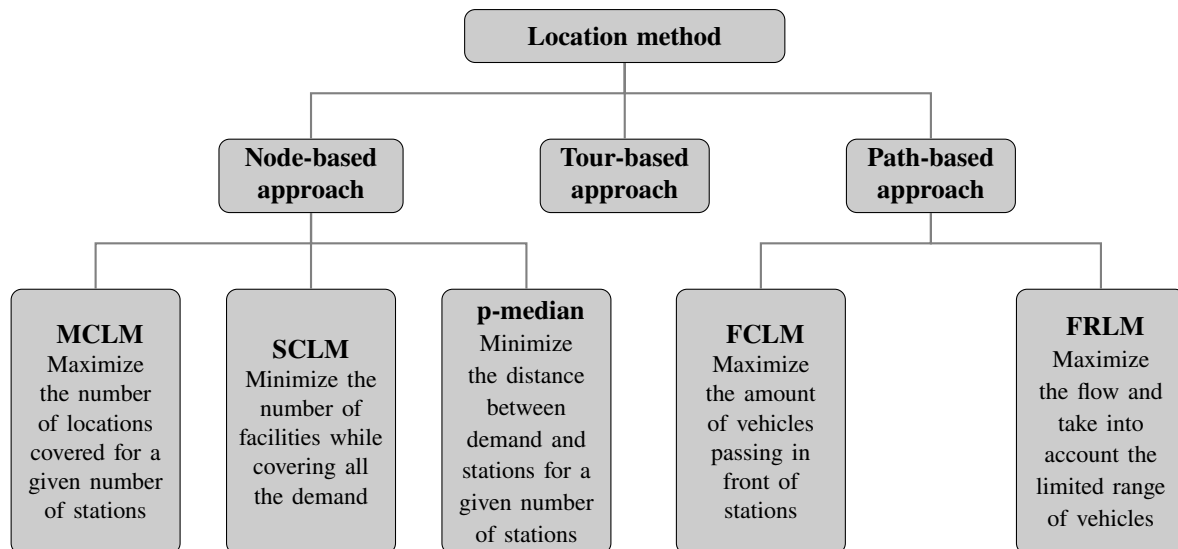 Location method
Node-based
approach
Tour-based
approach
Path-based
approach
MCLM
Maximize
the number
of locations
covered for a
given number
of stations
SCLM
Minimize the
number of
facilities while
covering all
the demand
p-median
Minimize
the distance
between
demand and
stations for a
given number
of stations
FCLM
Maximize
the amount
of vehicles
passing in
front of
stations
FRLM
Maximize
the flow and
take into
account the
limited range
of vehicles